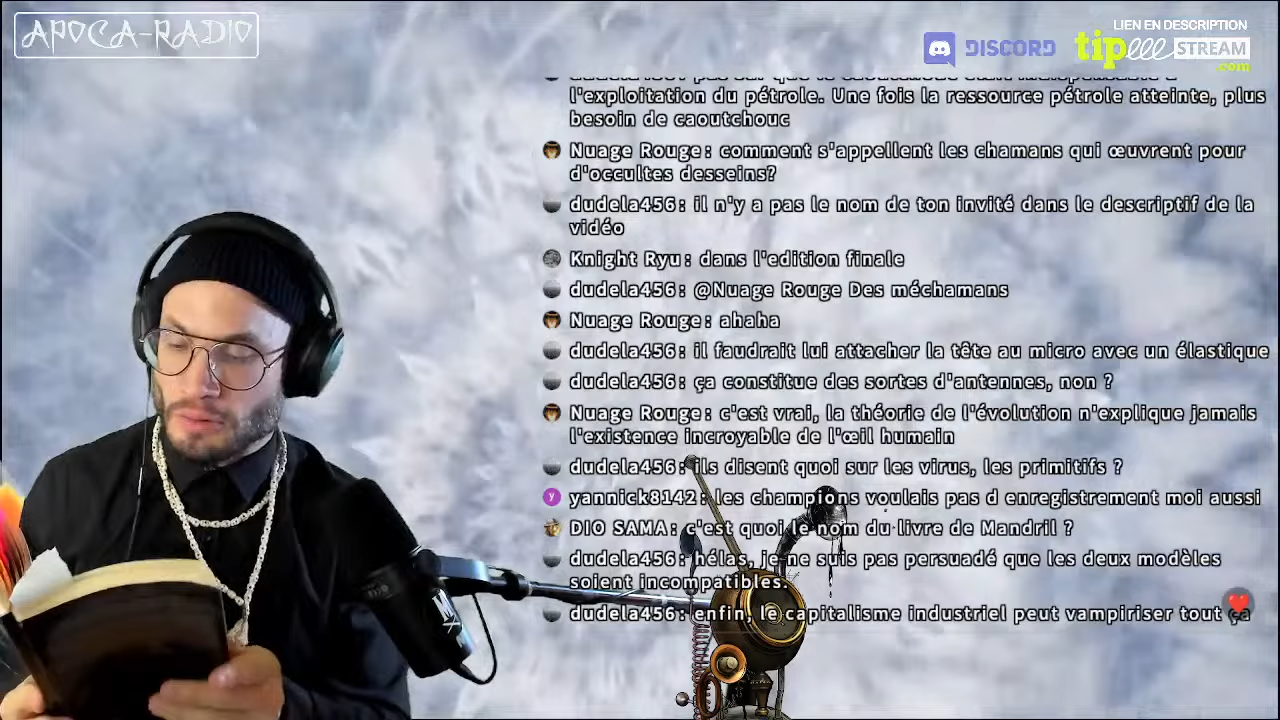 APOCA-RADIO
LIEN EN DESCRIPTION
DISCORD
tipeee STREAM
.com
l'exploitation du pétrole. Une fois la ressource pétrole atteinte, plus
besoin de caoutchouc
Nuage Rouge: comment s'appellent les chamans qui œuvrent pour
d'occultes desseins?
dudela456: il n'y a pas le nom de ton invité dans le descriptif de la
vidéo
Knight Ryu: dans l'edition finale
dudela456: @Nuage Rouge Des méchamans
Nuage Rouge: ahaha
dudela456: il faudrait lui attacher la tête au micro avec un élastique
dudela456: ça constitue des sortes d'antennes, non ?
Nuage Rouge: c'est vrai, la théorie de l'évolution n'explique jamais
l'existence incroyable de l'œil humain
dudela456: ils disent quoi sur les virus, les primitifs ?
y yannick8142: les champions voulais pas d enregistrement moi aussi
DIO SAMA: c'est quoi le nom du livre de Mandril ?
dudela456: hélas, je ne suis pas persuadé que les deux modèles
soient incompatibles.
dudela456: enfin, le capitalisme industriel peut vampiriser tout ça